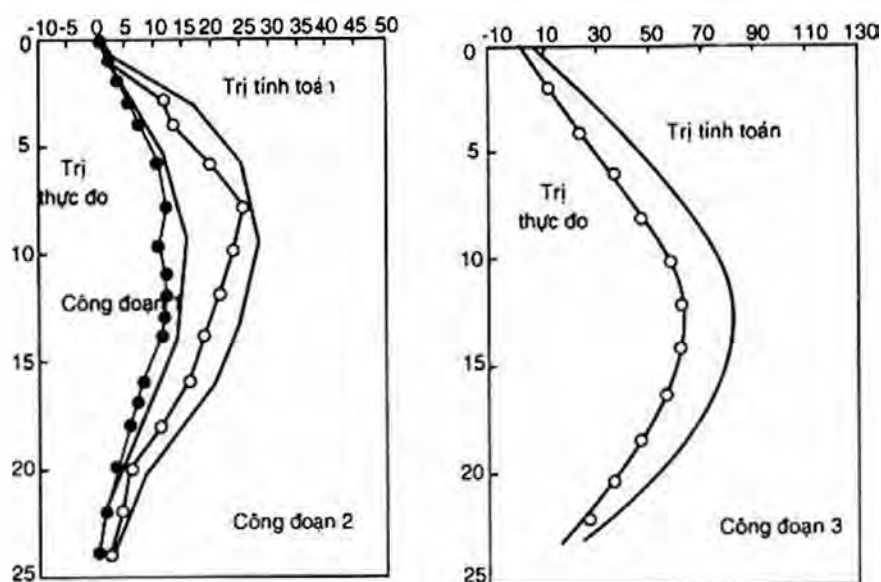 -10-5 0 5 10 15 20 25 30 35 40 45 50
0
5
10
15
20
25
Trị tính toán
Trị
thực đo
Công đoạn
Công đoạn 2
-10 10 30 50 70 90 110 130
0
5
10
15
20
25
Trị tính toán
Trị
thực đo
Công đoạn 3